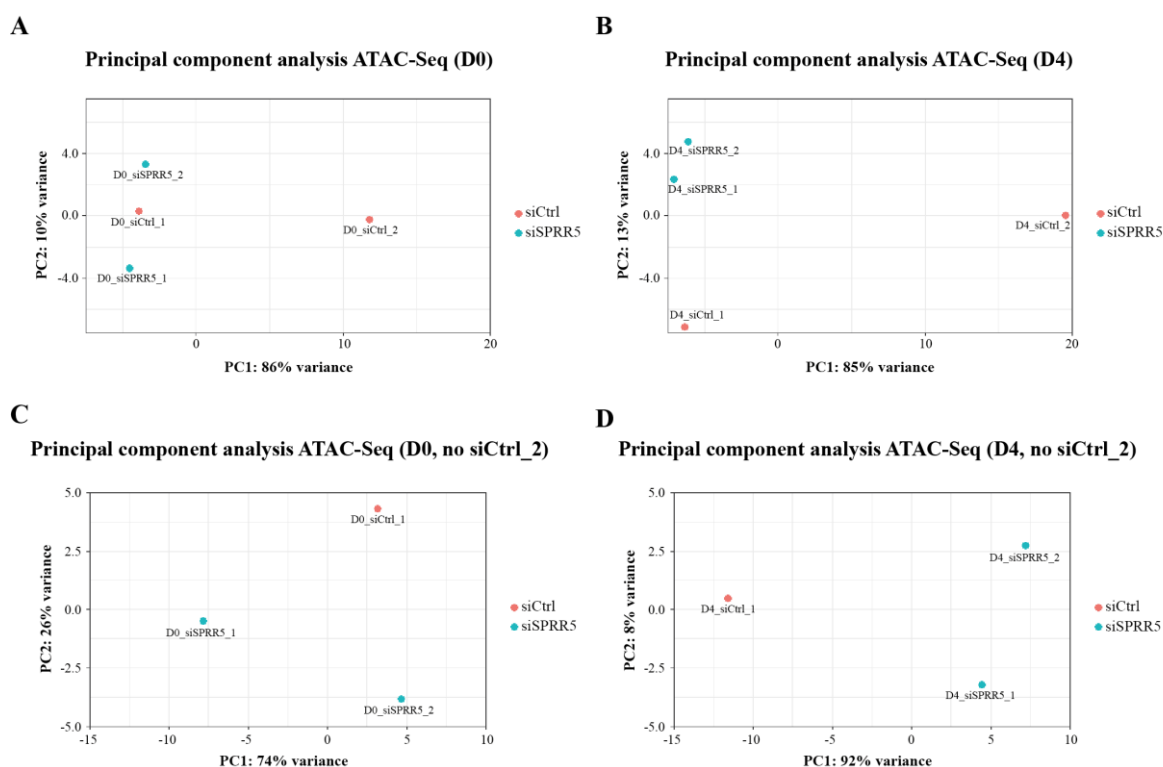 A
Principal component analysis ATAC-Seq (D0)
PC2: 10% variance
4.0
0.0
-4.0
D0_siSPRR5_2
D0_siCtrl_1
D0_siCtrl_2
D0_siSPRR5_1
siCtrl
siSPRR5
0
10
20
PC1: 86% variance
B
Principal component analysis ATAC-Seq (D4)
PC2: 13% variance
4.0
0.0
-4.0
D4_siSPRR5_2
D4_siSPRR5_1
D4_siCtrl_2
D4_siCtrl_1
siCtrl
siSPRR5
0
10
20
PC1: 85% variance
C
Principal component analysis ATAC-Seq (D0, no siCtrl_2)
PC2: 26% variance
5.0
2.5
0.0
-2.5
-5.0
D0_siCtrl_1
D0_siSPRR5_1
D0_siSPRR5_2
siCtrl
siSPRR5
-15
-10
-5
0
5
10
PC1: 74% variance
D
Principal component analysis ATAC-Seq (D4, no siCtrl_2)
PC2: 8% variance
5.0
2.5
0.0
-2.5
-5.0
D4_siSPRR5_2
D4_siCtrl_1
D4_siSPRR5_1
siCtrl
siSPRR5
-15
-10
-5
0
5
10
PC1: 92% variance